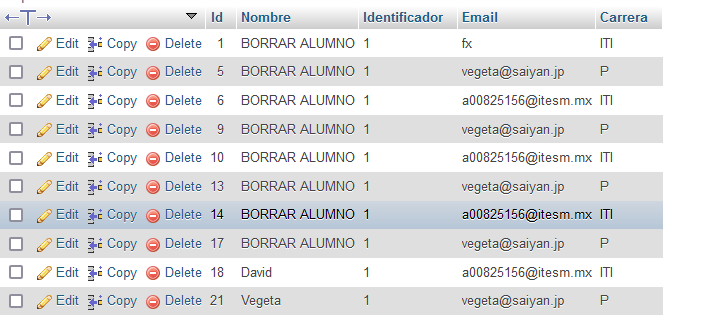 Id Nombre Identificador Email Carrera
Edit Copy Delete 1 BORRAR ALUMNO 1 fx ITI
Edit Copy Delete 5 BORRAR ALUMNO 1 vegeta@saiyan.jp P
Edit Copy Delete 6 BORRAR ALUMNO 1 a00825156@itesm.mx ITI
Edit Copy Delete 9 BORRAR ALUMNO 1 vegeta@saiyan.jp P
Edit Copy Delete 10 BORRAR ALUMNO 1 a00825156@itesm.mx ITI
Edit Copy Delete 13 BORRAR ALUMNO 1 vegeta@saiyan.jp P
Edit Copy Delete 14 BORRAR ALUMNO 1 a00825156@itesm.mx ITI
Edit Copy Delete 17 BORRAR ALUMNO 1 vegeta@saiyan.jp P
Edit Copy Delete 18 David 1 a00825156@itesm.mx ITI
Edit Copy Delete 21 Vegeta 1 vegeta@saiyan.jp P